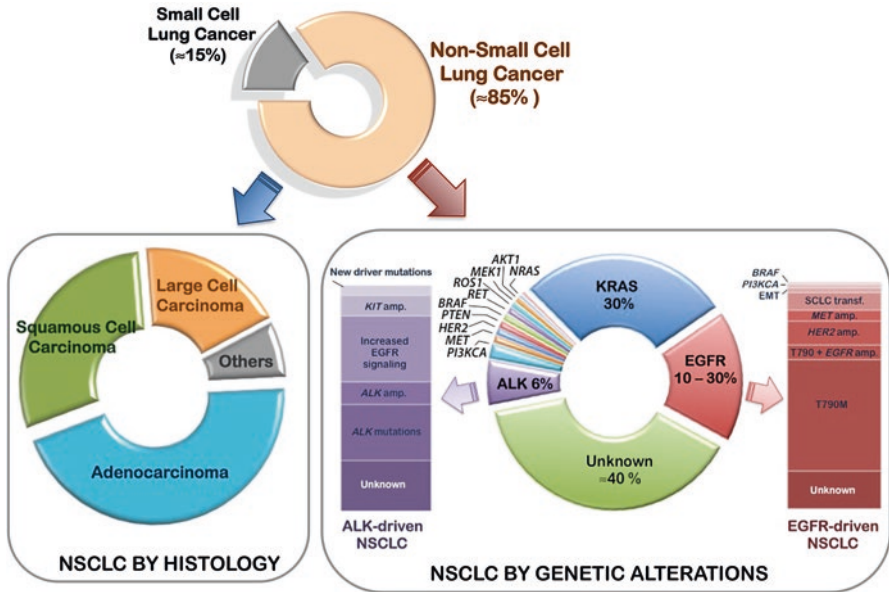 Small Cell
Lung Cancer
(≈15%)
Non-Small Cell
Lung Cancer
(≈85% )
Large Cell
Carcinoma
Squamous Cell
Carcinoma
Others
Adenocarcinoma
NSCLC BY HISTOLOGY
New driver mutations
KIT amp.
Increased
EGFR
signaling
ALK amp.
ALK mutations
Unknown
ALK-driven
NSCLC
AKT1
NRAS
MEK1
RET
ROS1
BRAF
PTEN
HER2
MET
PI3KCA
KRAS
30%
EGFR
10 – 30%
ALK 6%
Unknown
≈40 %
BRAF
PI3KCA
EMT
SCLC transf.
MET amp.
HER2 amp.
T790 + EGFR amp.
T790M
Unknown
EGFR-driven
NSCLC
NSCLC BY GENETIC ALTERATIONS